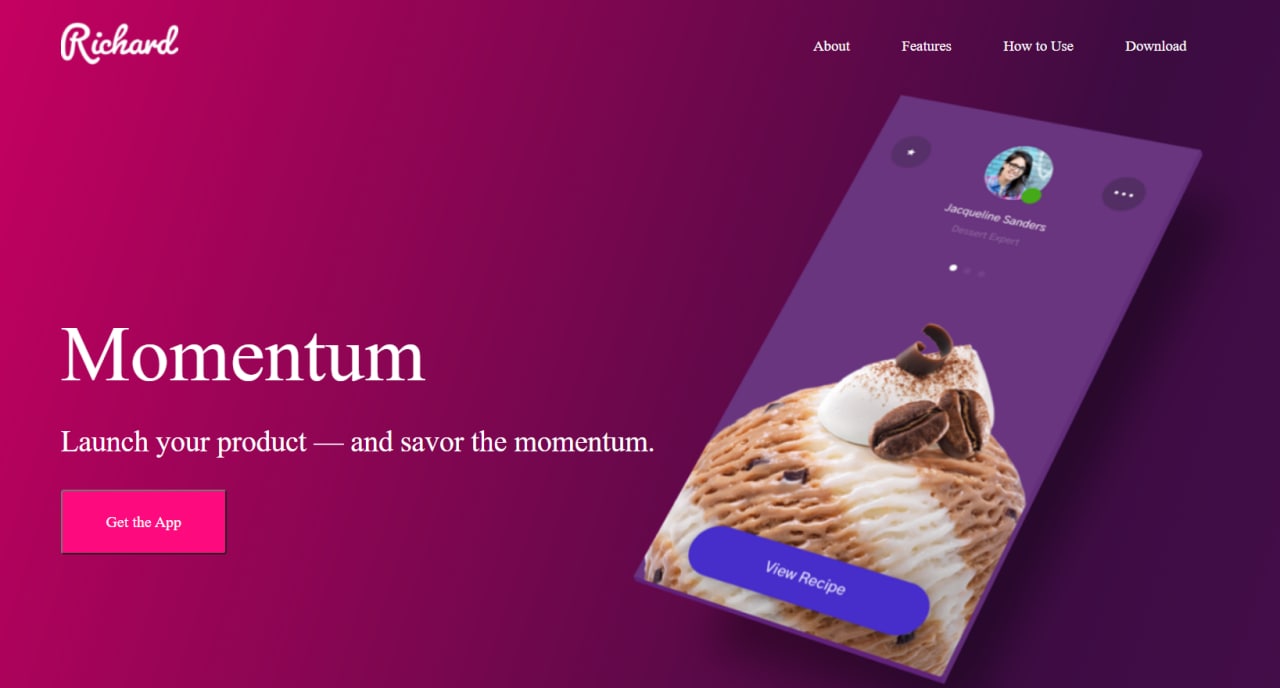 Richard
About Features How to Use Download
Jacqueline Sanders
Dessert Expert
Momentum
Launch your product — and savor the momentum.
Get the App
View Recipe